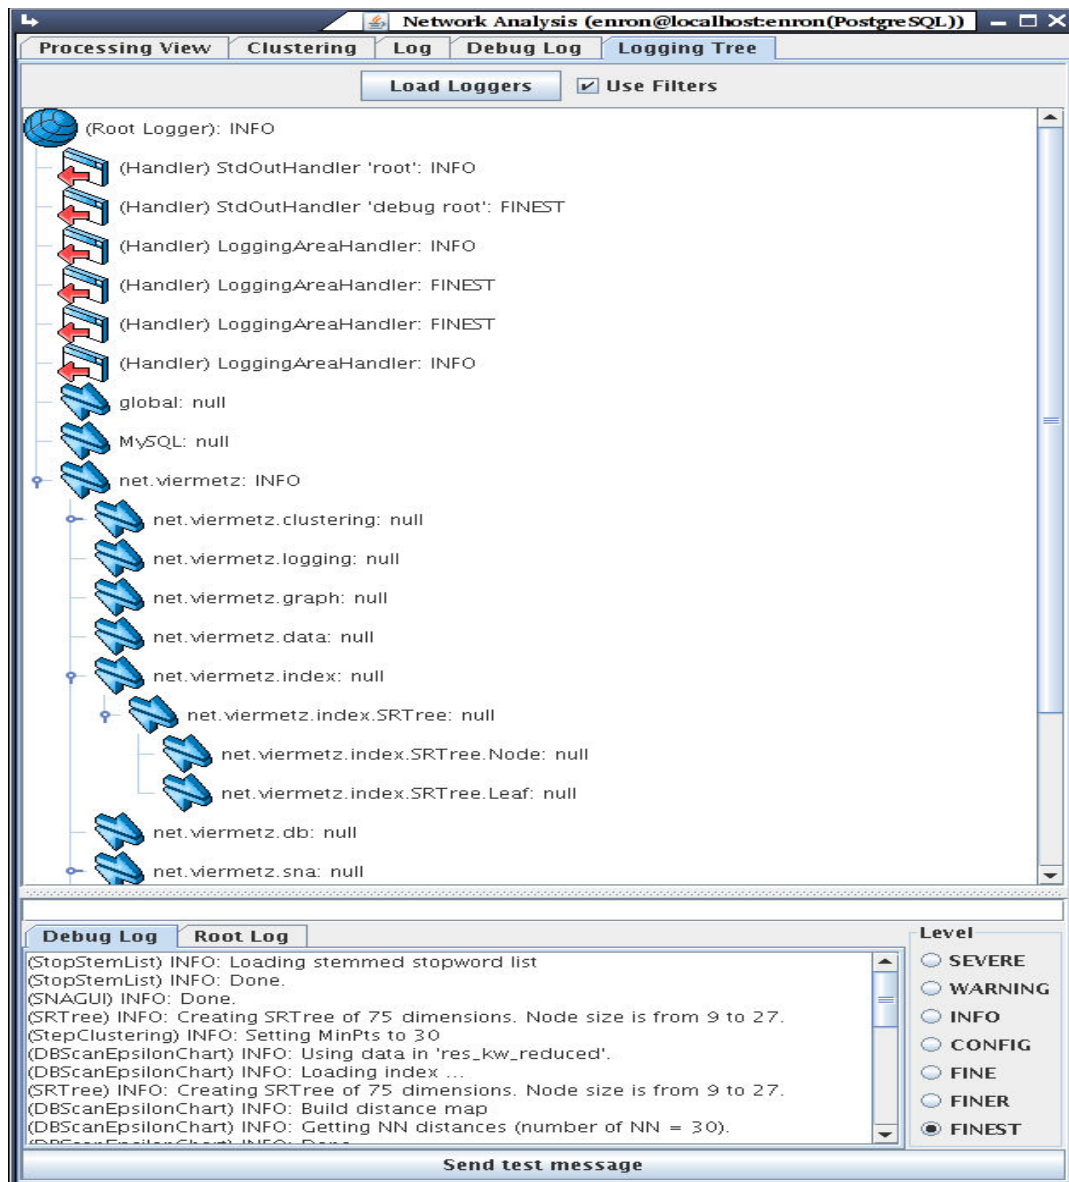 Network Analysis (enron@localhost:enron(PostgreSQL))
Processing View Clustering Log Debug Log Logging Tree
Load Loggers Use Filters
(Root Logger): INFO
(Handler) StdOutHandler 'root': INFO
(Handler) StdOutHandler 'debug root': FINEST
(Handler) LoggingAreaHandler: INFO
(Handler) LoggingAreaHandler: FINEST
(Handler) LoggingAreaHandler: FINEST
(Handler) LoggingAreaHandler: INFO
global: null
MySQL: null
net.viermetz: INFO
net.viermetz.clustering: null
net.viermetz.logging: null
net.viermetz.graph: null
net.viermetz.data: null
net.viermetz.index: null
net.viermetz.index.SRTree: null
net.viermetz.index.SRTree.Node: null
net.viermetz.index.SRTree.Leaf: null
net.viermetz.db: null
net.viermetz.sna: null
Debug Log Root Log
(StopStemList) INFO: Loading stemmed stopword list
(StopStemList) INFO: Done.
(SNAGUI) INFO: Done.
(SRTree) INFO: Creating SRTree of 75 dimensions. Node size is from 9 to 27.
(StepClustering) INFO: Setting MinPts to 30
(DBScanEpsilonChart) INFO: Using data in 'res_kw_reduced'.
(DBScanEpsilonChart) INFO: Loading index ...
(SRTree) INFO: Creating SRTree of 75 dimensions. Node size is from 9 to 27.
(DBScanEpsilonChart) INFO: Build distance map
(DBScanEpsilonChart) INFO: Getting NN distances (number of NN = 30).
(DBScanEpsilonChart) INFO: Done
Level
SEVERE
WARNING
INFO
CONFIG
FINE
FINER
FINEST
Send test message